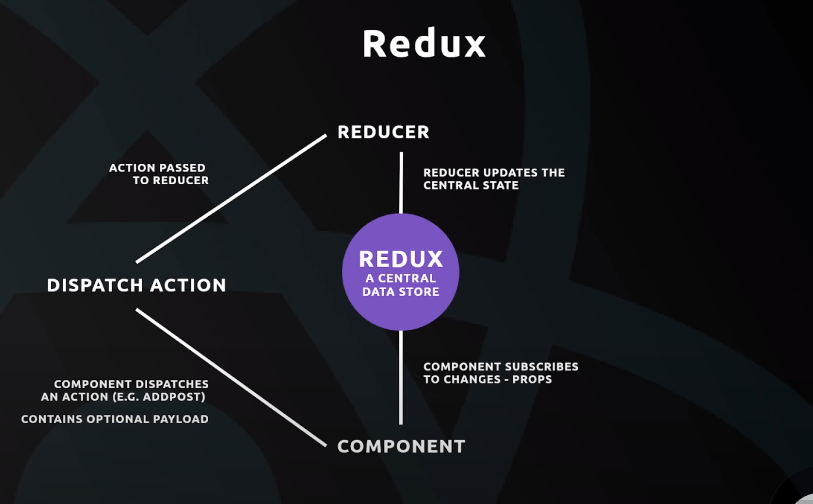 Redux
REDUCER
ACTION PASSED
TO REDUCER
REDUCER UPDATES THE
CENTRAL STATE
REDUX
A CENTRAL
DATA STORE
DISPATCH ACTION
COMPONENT SUBSCRIBES
TO CHANGES - PROPS
COMPONENT DISPATCHES
AN ACTION (E.G. ADDPOST)
CONTAINS OPTIONAL PAYLOAD
COMPONENT